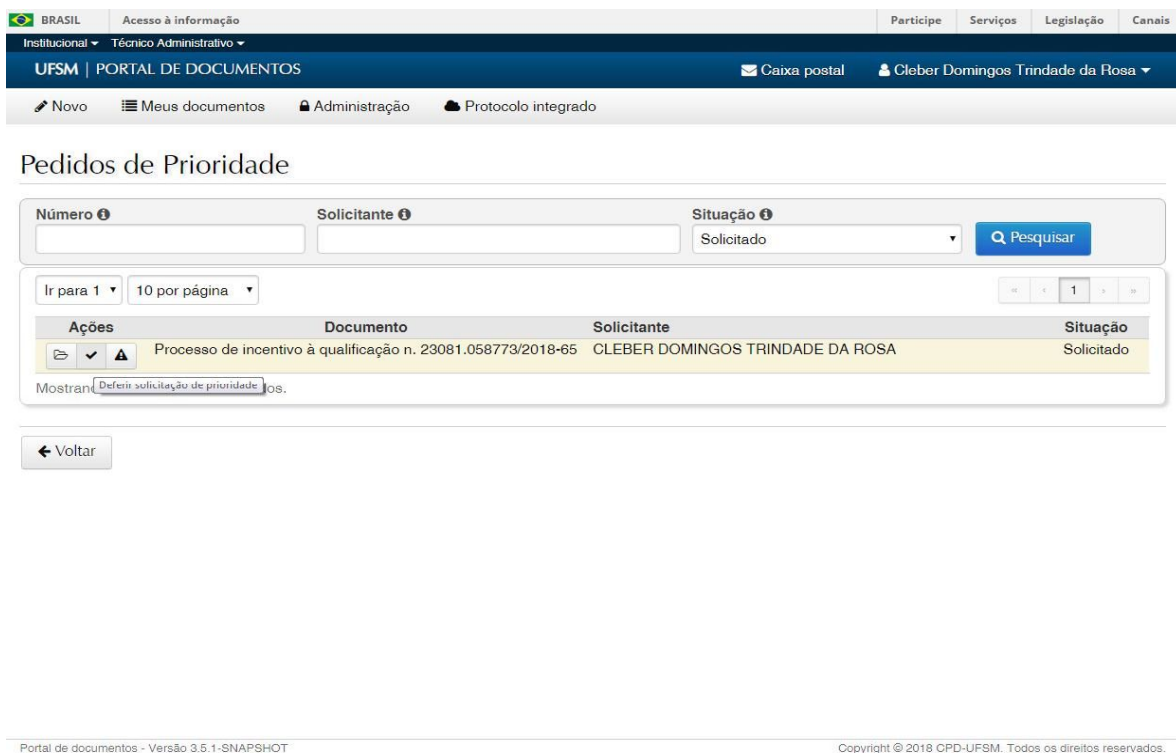 BRASIL Acesso à informação Participe Serviços Legislação Canais
Institucional Técnico Administrativo
UFSM | PORTAL DE DOCUMENTOS Caixa postal Cleber Domingos Trindade da Rosa
Novo Meus documentos Administração Protocolo integrado
Pedidos de Prioridade
Número Solicitante Situação
Solicitado Pesquisar
Ir para 1 10 por página « ‹ 1 › »
Ações Documento Solicitante Situação
Processo de incentivo à qualificação n. 23081.058773/2018-65 CLEBER DOMINGOS TRINDADE DA ROSA Solicitado
Deferir solicitação de prioridade
Voltar
Portal de documentos - Versão 3.5.1-SNAPSHOT Copyright © 2018 CPD-UFSM. Todos os direitos reservados.